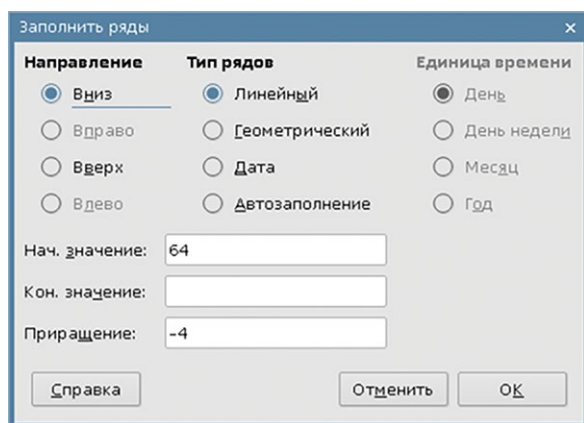 Заполнить ряды
Направление Тип рядов Единица времени
Вниз Линейный День
Вправо Геометрический День недели
Вверх Дата Месяц
Влево Автозаполнение Год
Нач. значение: 64
Кон. значение:
Приращение: -4
Справка Отменить ОК